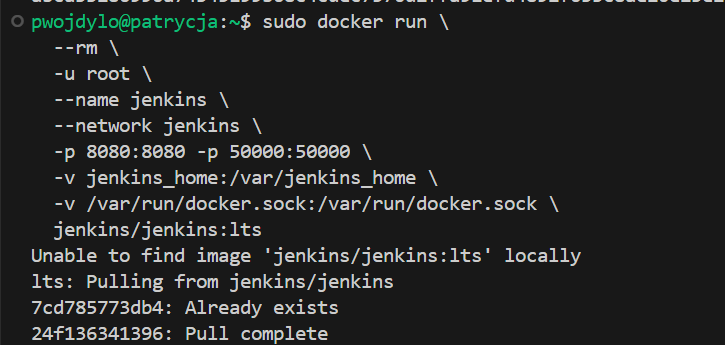 pwojdylo@patrycja:~$ sudo docker run \
--rm \
-u root \
--name jenkins \
--network jenkins \
-p 8080:8080 -p 50000:50000 \
-v jenkins_home:/var/jenkins_home \
-v /var/run/docker.sock:/var/run/docker.sock \
jenkins/jenkins:lts
Unable to find image 'jenkins/jenkins:lts' locally
lts: Pulling from jenkins/jenkins
7cd785773db4: Already exists
24f136341396: Pull complete